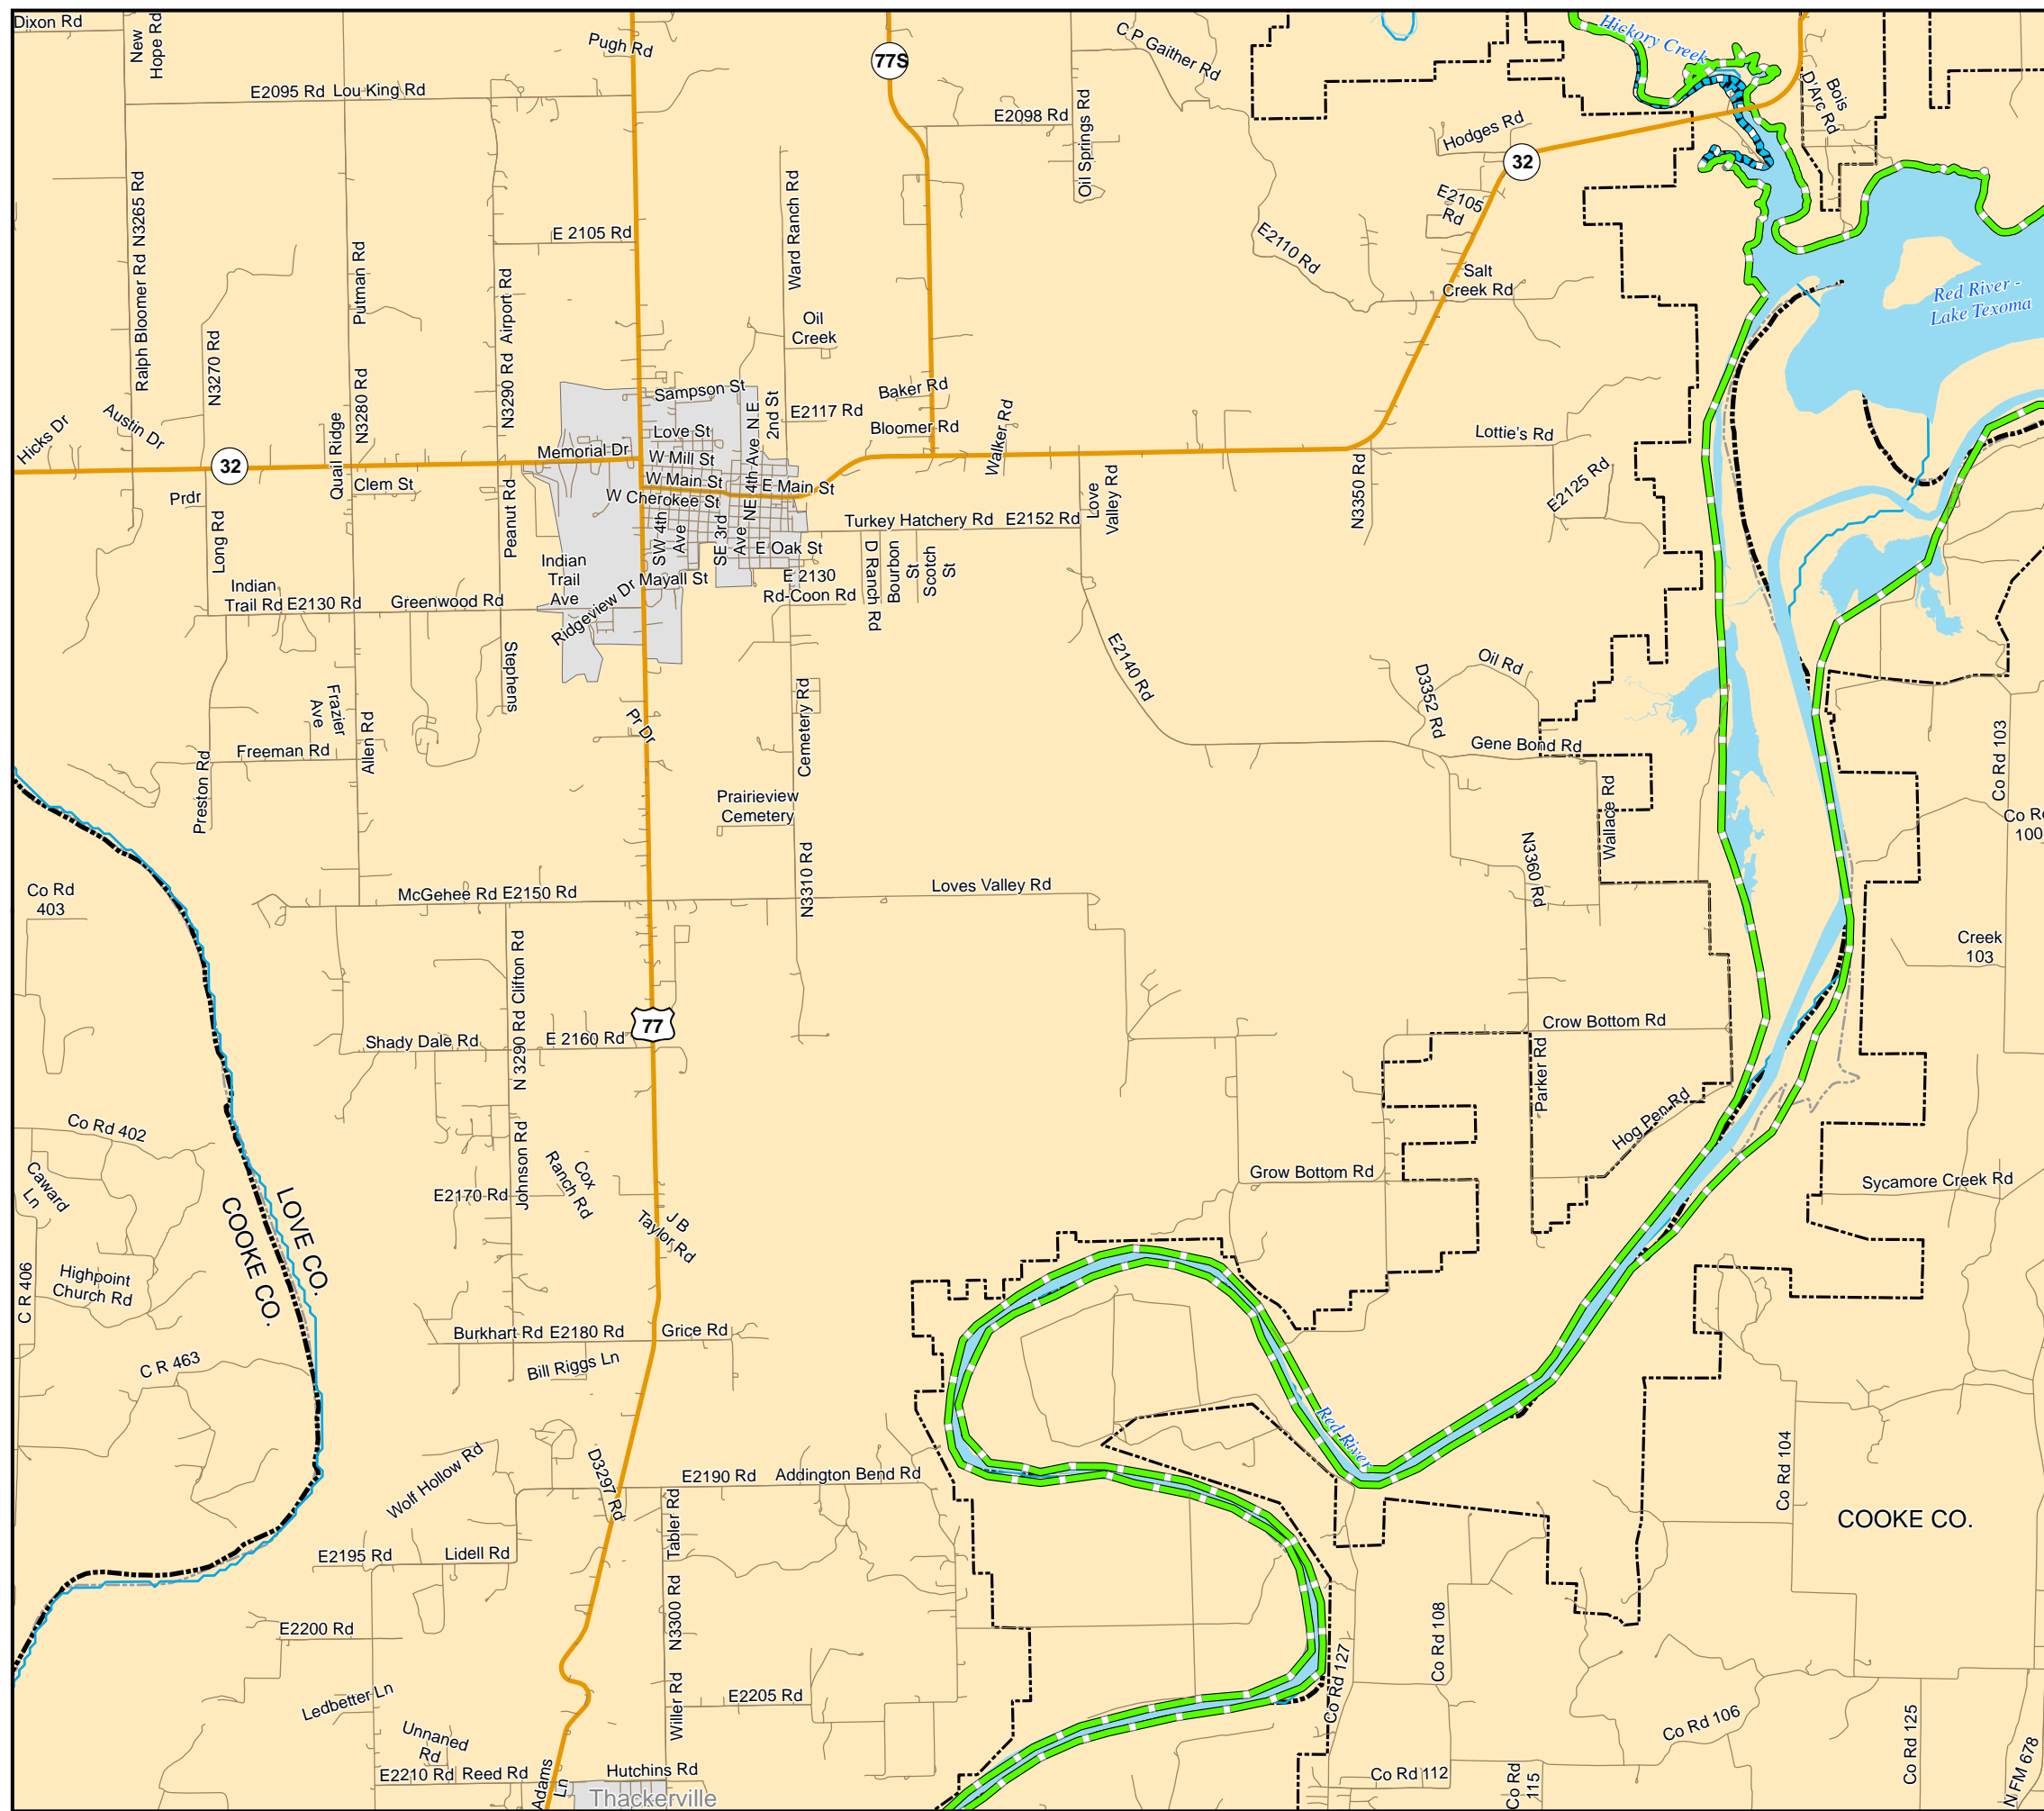 Dixon Rd
New
Hope Rd
Pugh Rd
77S
C P Gaither Rd
Hickory Creek
Bois
D'Arc Rd
E2095 Rd Lou King Rd
E2098 Rd
Oil Springs Rd
Hodges Rd
32
E2105
Rd
Ralph Bloomer Rd N3265 Rd
Putman Rd
E 2105 Rd
N3290 Rd Airport Rd
Ward Ranch Rd
E2110 Rd
Salt
Creek Rd
Red River -
Lake Texoma
Oil
Creek
N3270 Rd
N3280 Rd
Sampson St
Baker Rd
2nd St
E2117 Rd
Bloomer Rd
Walker Rd
Lottie's Rd
Hicks Dr
Austin Dr
Quail Ridge
32
Memorial Dr
Love St
W Mill St
W Main St
W Cherokee St
NE 4th Ave N E
E Main St
Prdr
Clem St
Peanut Rd
Long Rd
Love
Valley Rd
N3350 Rd
E2125 Rd
Turkey Hatchery Rd E2152 Rd
SW 4th
Ave
SE 3rd
Ave
E Oak St
D Ranch Rd
Bourbon
St
Scotch
St
Indian
Trail
Ave
Mayall St
E 2130
Rd-Coon Rd
Indian
Trail Rd E2130 Rd
Greenwood Rd
Ridgeview Dr
Stephens
E2140 Rd
Oil Rd
D3352 Rd
Frazier
Ave
Allen Rd
Pr Dr
Cemetery Rd
Freeman Rd
Preston Rd
Gene Bond Rd
Co Rd 103
Wallace Rd
Prairieview
Cemetery
Co Rd
100
N3310 Rd
N3360 Rd
Co Rd
403
McGehee Rd E2150 Rd
Loves Valley Rd
Creek
103
N 3290 Rd Clifton Rd
77
Shady Dale Rd
E 2160 Rd
Crow Bottom Rd
Parker Rd
Hog Pen Rd
Co Rd 402
Caward
Ln
Johnson Rd
Cox
Ranch Rd
E2170 Rd
Grow Bottom Rd
Sycamore Creek Rd
LOVE CO.
COOKE CO.
J B
Taylor Rd
C R 406
Highpoint
Church Rd
Burkhart Rd E2180 Rd
Grice Rd
Bill Riggs Ln
C R 463
Red River
Wolf Hollow Rd
D3297 Rd
E2190 Rd
Addington Bend Rd
Co Rd 104
COOKE CO.
E2195 Rd
Lidell Rd
N3300 Rd Tabler Rd
E2200 Rd
Ledbetter Ln
Willer Rd
E2205 Rd
Co Rd 127
Co Rd 108
Co Rd 106
Co Rd 125
N FM 678
Unnaned
Rd
E2210 Rd Reed Rd
Adams
Ln
Hutchins Rd
Thackerville
Co Rd 112
Co Rd
115